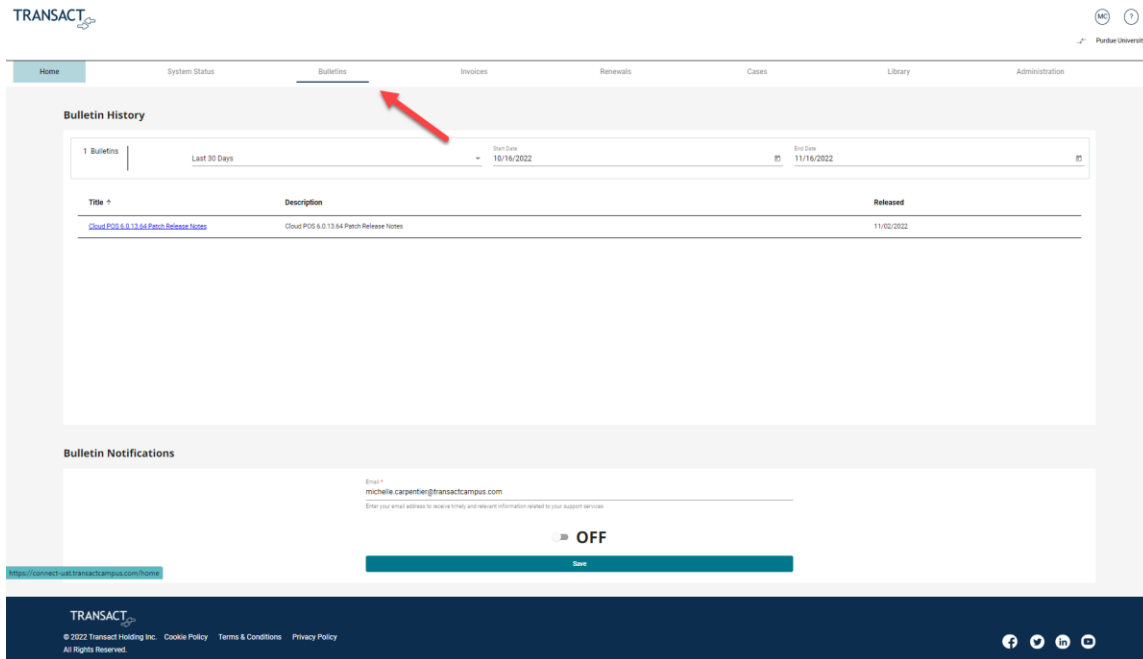 TRANSACT
MC ?
Purdue Universit
Home System Status Bulletins Invoices Renewals Cases Library Administration
Bulletin History
1 Bulletins
Last 30 Days
Start Date
10/16/2022
End Date
11/16/2022
Title ↑ Description Released
Cloud POS 6.0.13.64 Patch Release Notes Cloud POS 6.0.13.64 Patch Release Notes 11/02/2022
Bulletin Notifications
Email *
michelle.carpentier@transactcampus.com
Enter your email address to receive timely and relevant information related to your support services
OFF
Save
https://connect-uat.transactcampus.com/home
TRANSACT
© 2022 Transact Holding Inc. Cookie Policy Terms & Conditions Privacy Policy
All Rights Reserved.